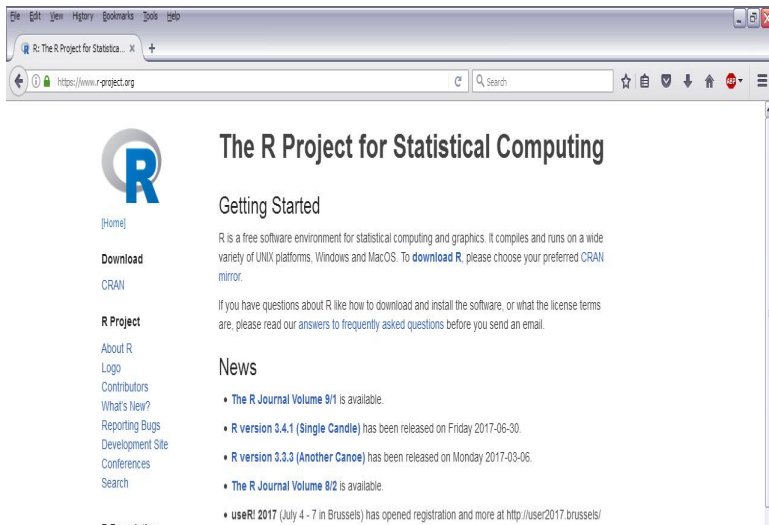 File Edit View History Bookmarks Tools Help
R: The R Project for Statistica... × +
https://www.r-project.org
Search
ABP
R
[Home]
Download
CRAN
R Project
About R
Logo
Contributors
What's New?
Reporting Bugs
Development Site
Conferences
Search
The R Project for Statistical Computing
Getting Started
R is a free software environment for statistical computing and graphics. It compiles and runs on a wide
variety of UNIX platforms, Windows and MacOS. To download R, please choose your preferred CRAN
mirror.
If you have questions about R like how to download and install the software, or what the license terms
are, please read our answers to frequently asked questions before you send an email.
News
• The R Journal Volume 9/1 is available.
• R version 3.4.1 (Single Candle) has been released on Friday 2017-06-30.
• R version 3.3.3 (Another Canoe) has been released on Monday 2017-03-06.
• The R Journal Volume 8/2 is available.
• useR! 2017 (July 4 - 7 in Brussels) has opened registration and more at http://user2017.brussels/